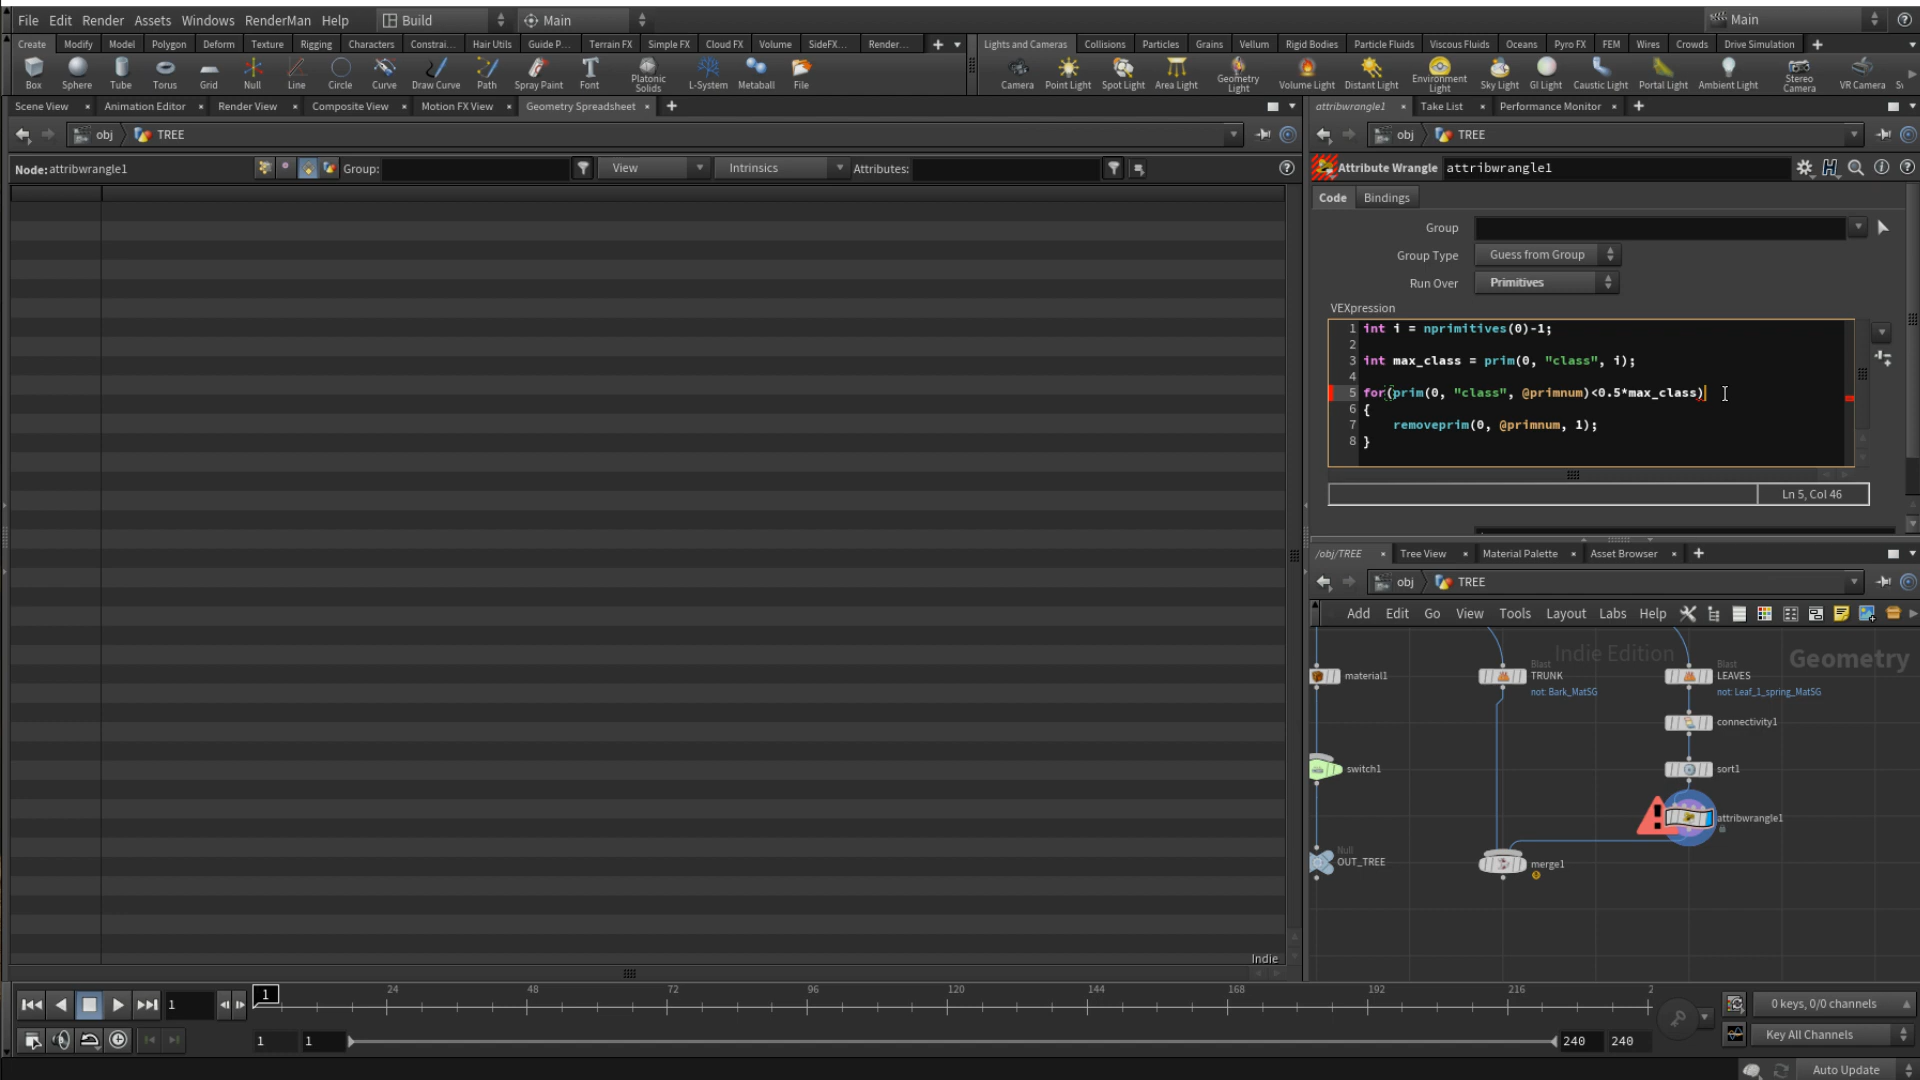 File Edit Render Assets Windows RenderMan Help Build Main Main
Create Modify Model Polygon Deform Texture Rigging Characters Constrai... Hair Utils Guide P... Terrain FX Simple FX Cloud FX Volume SideFX... Render... Lights and Cameras Collisions Particles Grains Vellum Rigid Bodies Particle Fluids Viscous Fluids Oceans Pyro FX FEM Wires Crowds Drive Simulation
Box Sphere Tube Torus Grid Null Line Circle Curve Draw Curve Path Spray Paint Font Platonic Solids L-System Metaball File Camera Point Light Spot Light Area Light Geometry Light Volume Light Distant Light Environment Light Sky Light GI Light Caustic Light Portal Light Ambient Light Stereo Camera VR Camera
Scene View Animation Editor Render View Composite View Motion FX View Geometry Spreadsheet attribwrangle1 Take List Performance Monitor
obj TREE obj TREE
Node: attribwrangle1 Group: View Intrinsics Attributes: Attribute Wrangle attribwrangle1
Code Bindings
Group
Group Type Guess from Group
Run Over Primitives
VEXpression
1 int i = nprimitives(0)-1;
2
3 int max_class = prim(0, "class", i);
4
5 for(prim(0, "class", @primnum)<0.5*max_class)
6 {
7 removeprim(0, @primnum, 1);
8 }
Ln 5, Col 46
/obj/TREE Tree View Material Palette Asset Browser
obj TREE
Add Edit Go View Tools Layout Labs Help
Indie Edition Geometry
material1
Blast
TRUNK
not: Bark_MatSG
Blast
LEAVES
not: Leaf_1_spring_MatSG
connectivity1
switch1
sort1
attribwrangle1
Null
OUT_TREE
merge1
Indie
1 1 24 48 72 96 120 144 168 192 216 2
0 keys, 0/0 channels
1 1 240 240 Key All Channels
Auto Update